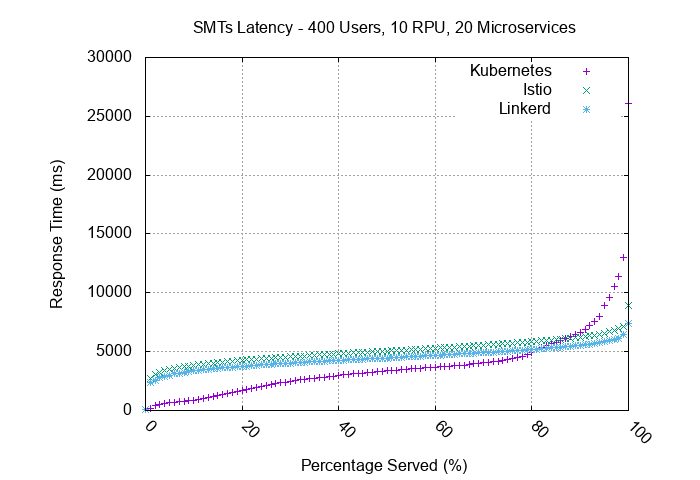 SMTs Latency - 400 Users, 10 RPU, 20 Microservices
30000
25000
20000
15000
10000
5000
0
Response Time (ms)
Kubernetes
Istio
Linkerd
0
20
40
60
80
100
Percentage Served (%)